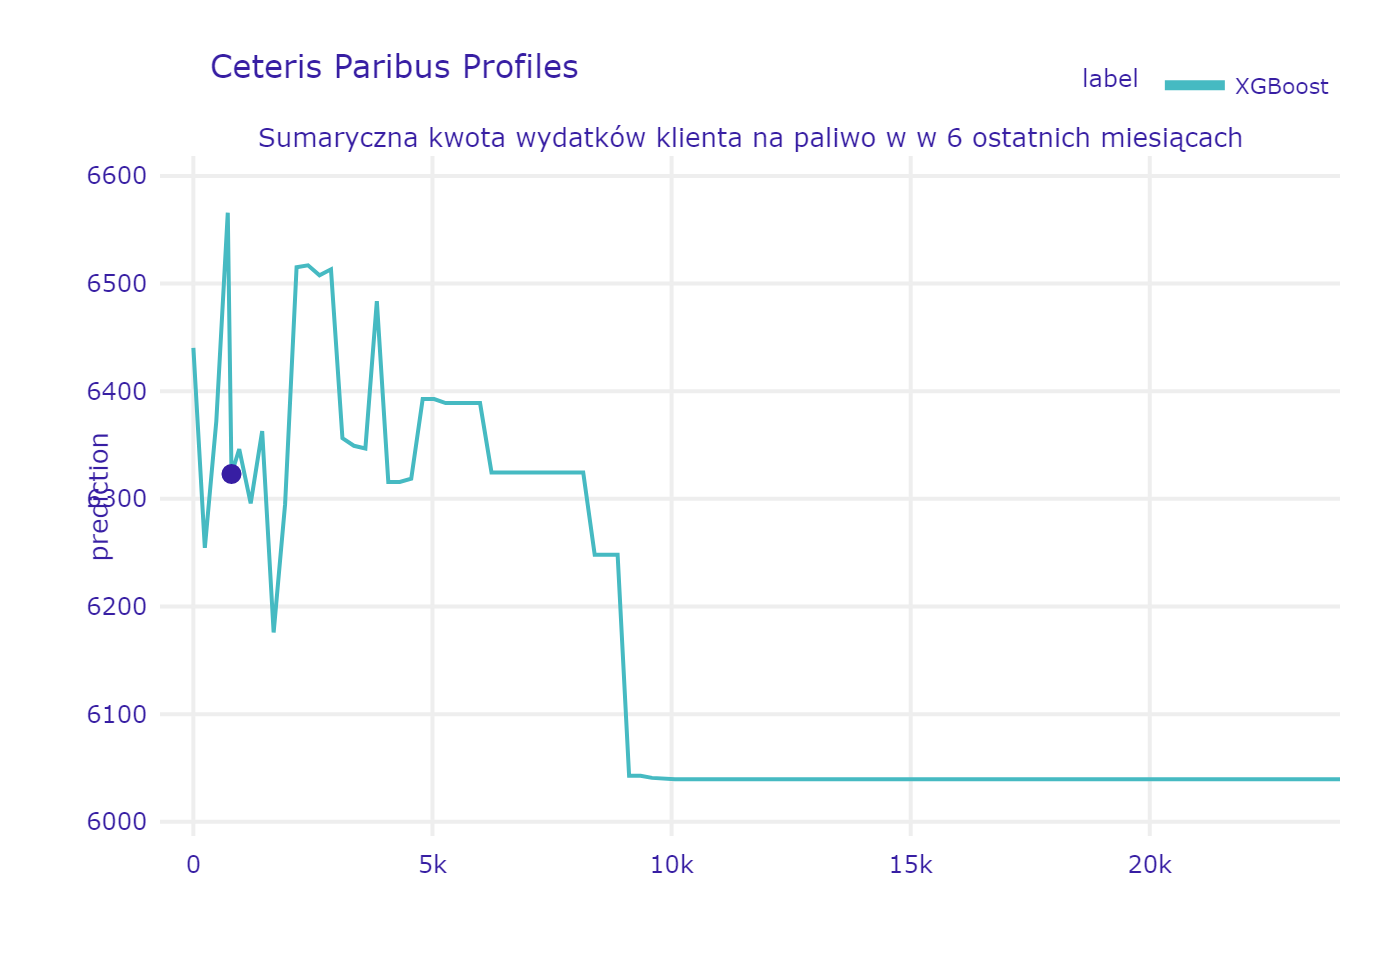 Ceteris Paribus Profiles
label XGBoost
Sumaryczna kwota wydatków klienta na paliwo w w 6 ostatnich miesiącach
6600
6500
6400
6300
6200
6100
6000
prediction
0 5k 10k 15k 20k